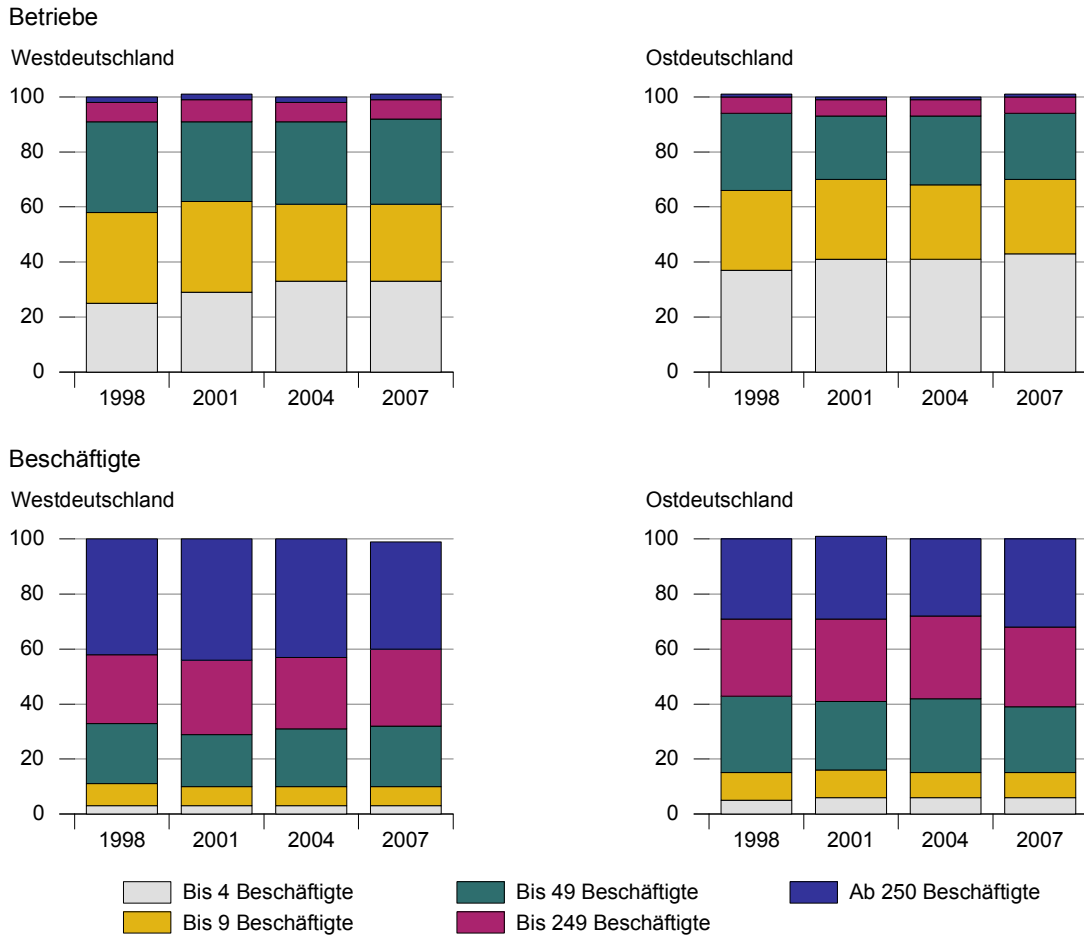 Betriebe
Westdeutschland
Ostdeutschland
100
80
60
40
20
0
1998 2001 2004 2007
100
80
60
40
20
0
1998 2001 2004 2007
Beschäftigte
Westdeutschland
Ostdeutschland
100
80
60
40
20
0
1998 2001 2004 2007
100
80
60
40
20
0
1998 2001 2004 2007
Bis 4 Beschäftigte
Bis 9 Beschäftigte
Bis 49 Beschäftigte
Bis 249 Beschäftigte
Ab 250 Beschäftigte